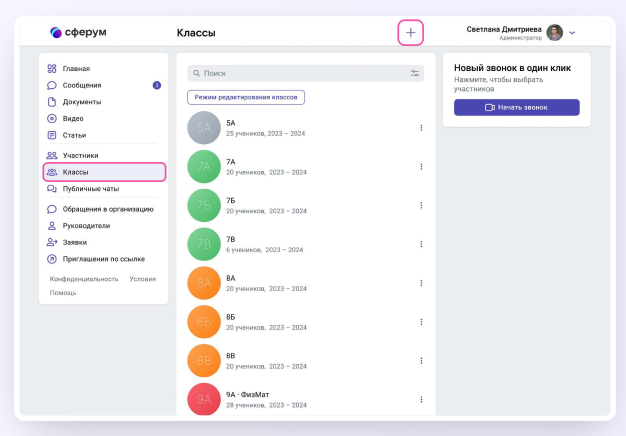 сферум
Классы
Светлана Дмитриева
Администратор
Главная
Сообщения
3
Документы
Видео
Статьи
Участники
Классы
Публичные чаты
Обращения в организацию
Руководители
Заявки
Приглашения по ссылке
Конфиденциальность Условия
Помощь
Поиск
Режим редактирования классов
5А
5А
25 учеников, 2023 – 2024
7А
7А
20 учеников, 2023 – 2024
7Б
7Б
20 учеников, 2023 – 2024
7В
7В
6 учеников, 2023 – 2024
8А
8А
20 учеников, 2023 – 2024
8Б
8Б
20 учеников, 2023 – 2024
8В
8В
20 учеников, 2023 – 2024
9А
9А - ФизМат
28 учеников, 2023 – 2024
Новый звонок в один клик
Нажмите, чтобы выбрать
участников
Начать звонок